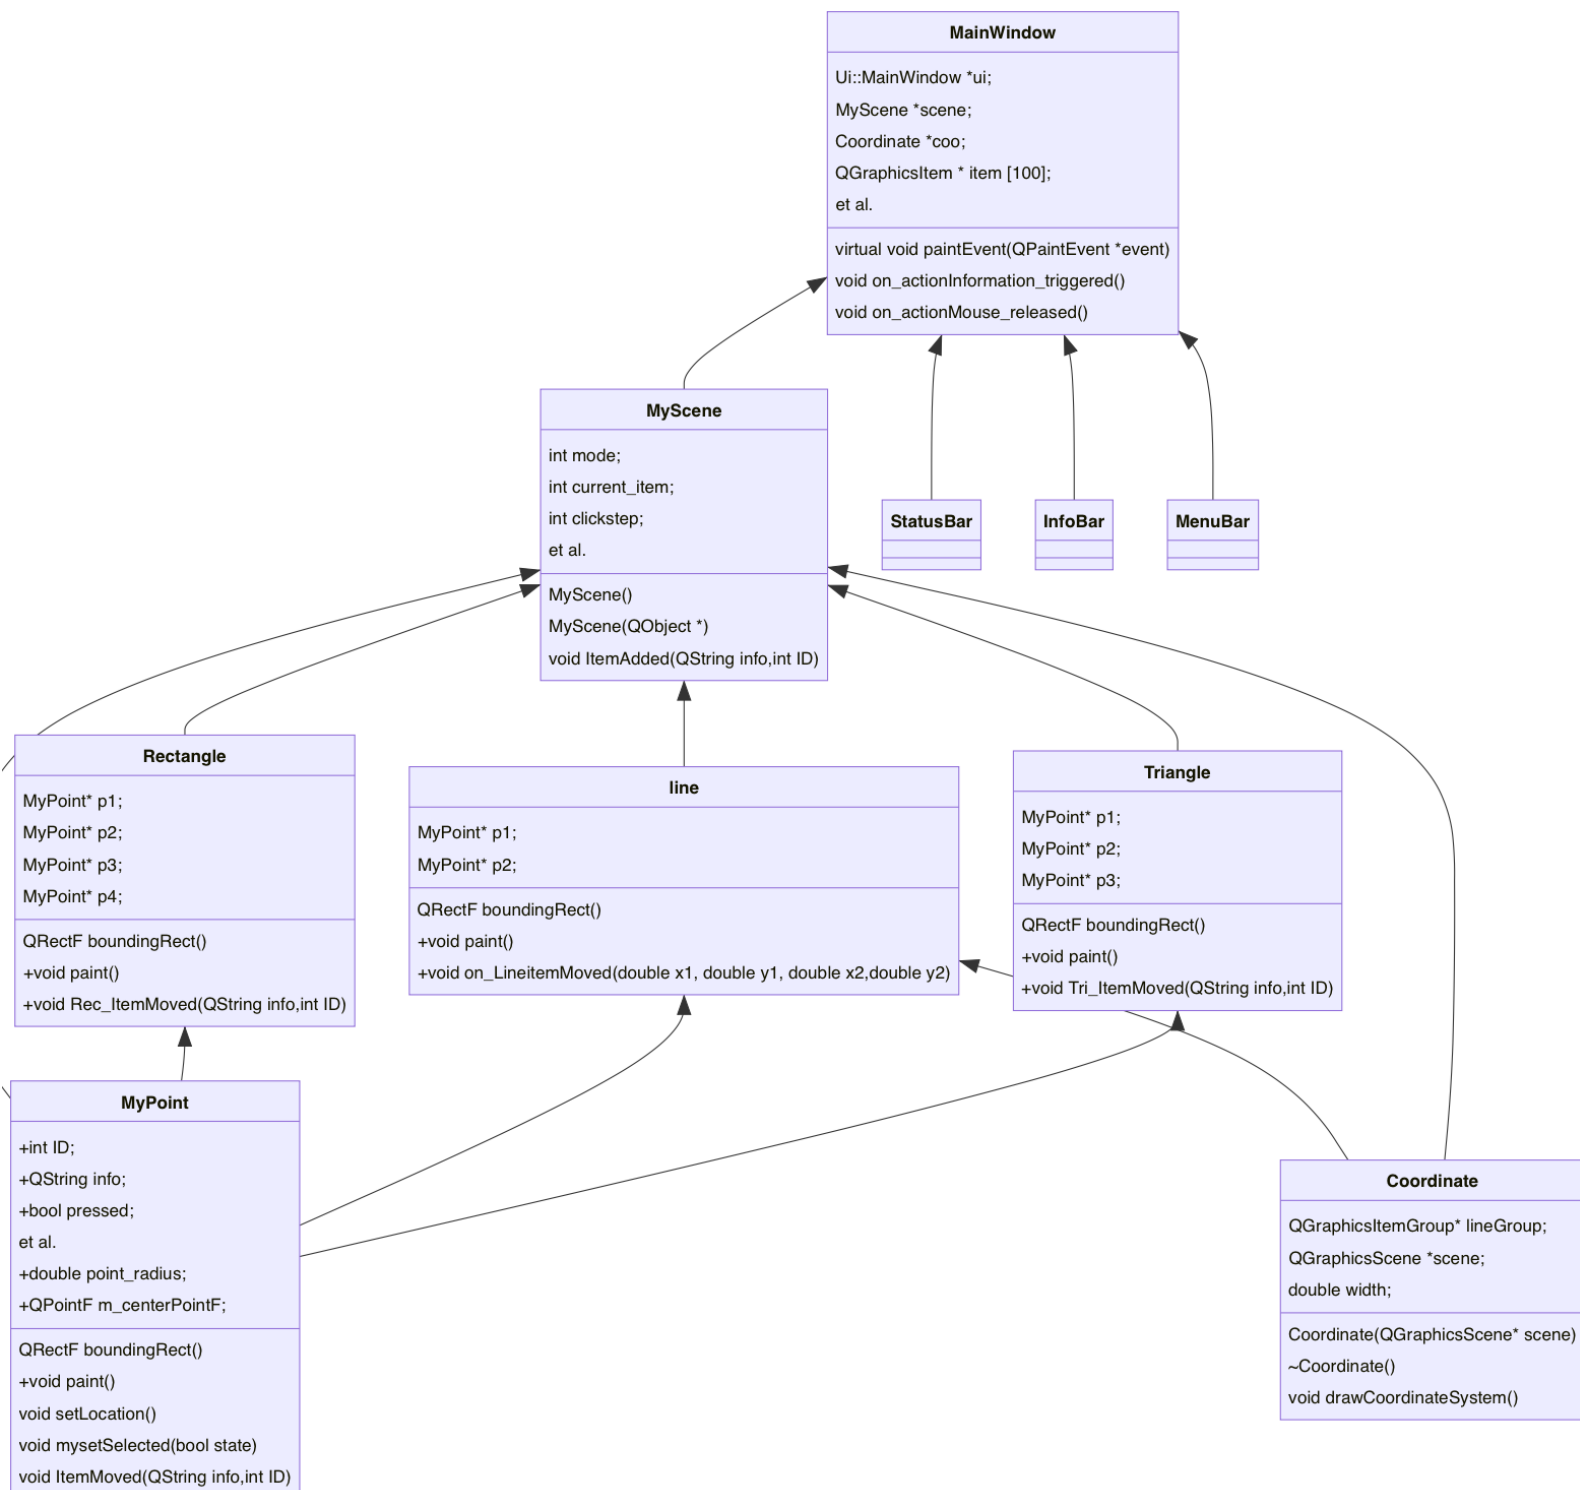 MainWindow
Ui::MainWindow *ui;
MyScene *scene;
Coordinate *coo;
QGraphicsItem * item [100];
et al.
virtual void paintEvent(QPaintEvent *event)
void on_actionInformation_triggered()
void on_actionMouse_released()
MyScene
int mode;
int current_item;
int clickstep;
et al.
MyScene()
MyScene(QObject *)
void ItemAdded(QString info,int ID)
StatusBar
InfoBar
MenuBar
Rectangle
MyPoint* p1;
MyPoint* p2;
MyPoint* p3;
MyPoint* p4;
QRectF boundingRect()
+void paint()
+void Rec_ItemMoved(QString info,int ID)
line
MyPoint* p1;
MyPoint* p2;
QRectF boundingRect()
+void paint()
+void on_LineitemMoved(double x1, double y1, double x2,double y2)
Triangle
MyPoint* p1;
MyPoint* p2;
MyPoint* p3;
QRectF boundingRect()
+void paint()
+void Tri_ItemMoved(QString info,int ID)
MyPoint
+int ID;
+QString info;
+bool pressed;
et al.
+double point_radius;
+QPointF m_centerPointF;
QRectF boundingRect()
+void paint()
void setLocation()
void mysetSelected(bool state)
void ItemMoved(QString info,int ID)
Coordinate
QGraphicsItemGroup* lineGroup;
QGraphicsScene *scene;
double width;
Coordinate(QGraphicsScene* scene)
~Coordinate()
void drawCoordinateSystem()